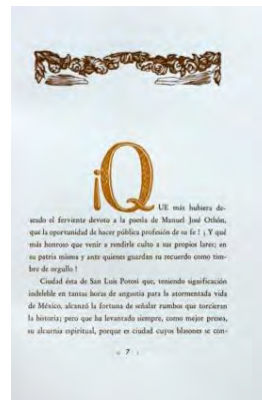 ¡QUE más hubiera de-
seado el ferviente devoto a la poesía de Manuel José Othón,
que la oportunidad de hacer pública profesión de su fe! ¡Y qué
más honroso que venir a rendirle culto a sus propios lares; en
su patria misma y ante quienes guardan su recuerdo como tim-
bre de orgullo!
Ciudad ésta de San Luis Potosí que, teniendo significación
indeleble en tantas horas de angustia para la atormentada vida
de México, alcanzó la fortuna de señalar rumbos que torcieran
la historia; pero que ha levantado siempre, como mejor presea,
su alcurnia espiritual, porque es ciudad cuyos blasones se con-
« 7 »